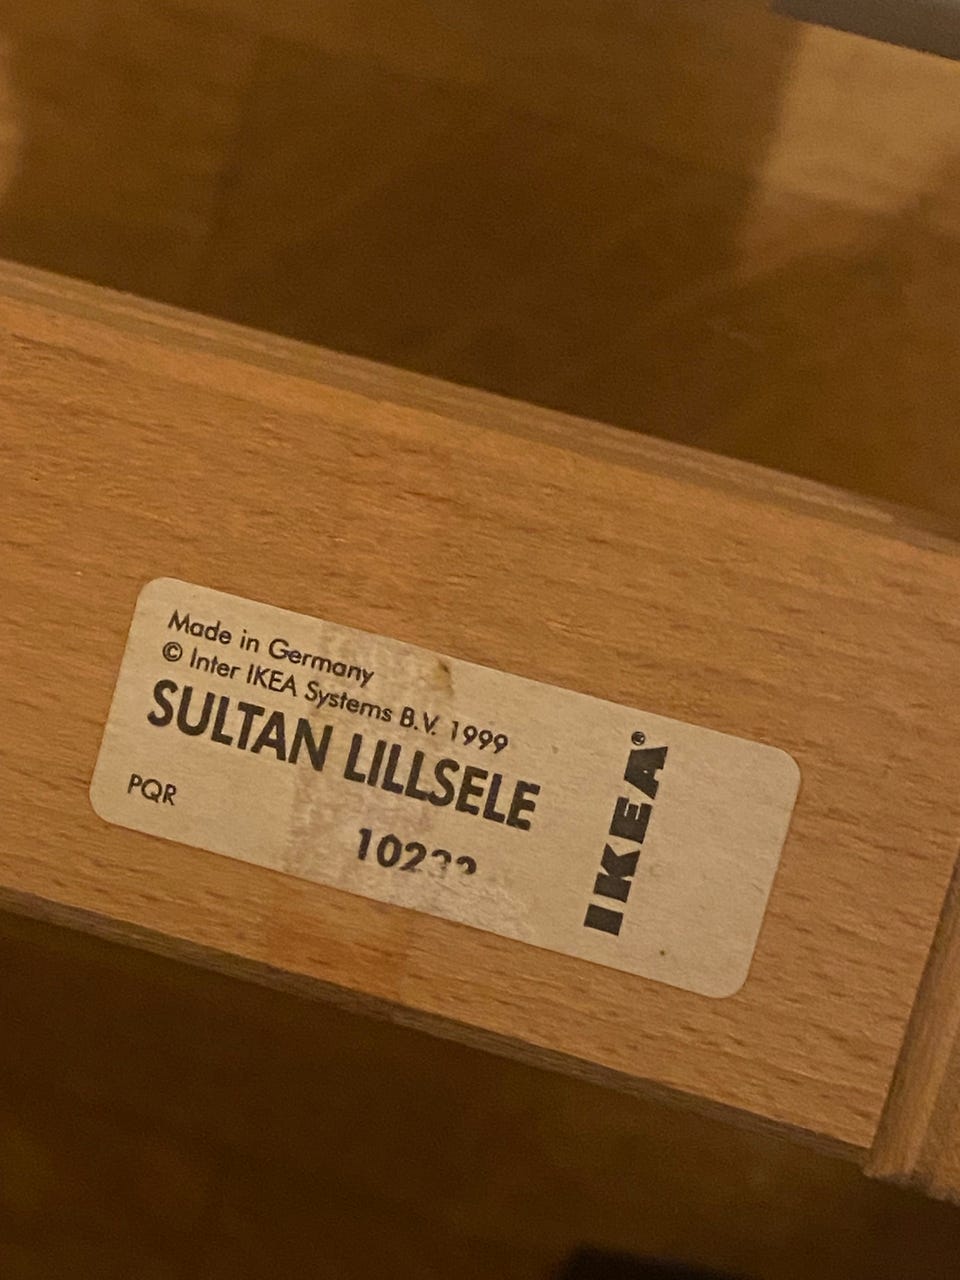 Made in Germany
© Inter IKEA Systems B.V. 1999
SULTAN LILLSELE
PQR
IKEA®